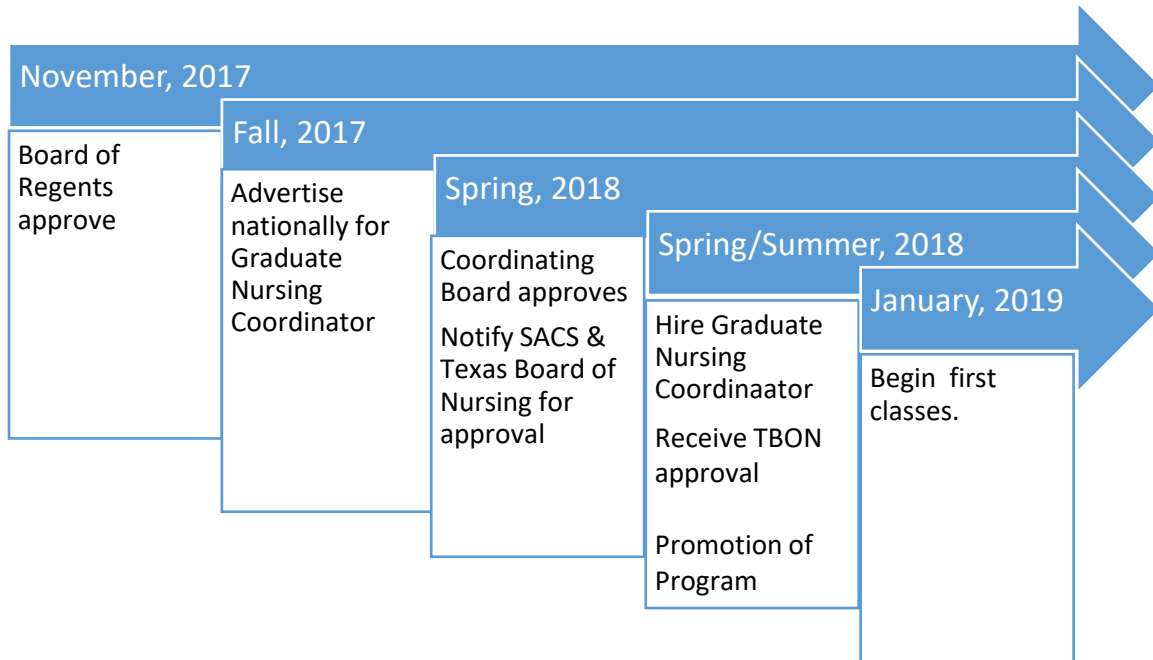 November, 2017
Board of
Regents
approve
Fall, 2017
Advertise
nationally for
Graduate
Nursing
Coordinator
Spring, 2018
Coordinating
Board approves
Notify SACS &
Texas Board of
Nursing for
approval
Spring/Summer, 2018
Hire Graduate
Nursing
Coordinaator
Receive TBON
approval
Promotion of
Program
January, 2019
Begin  first
classes.